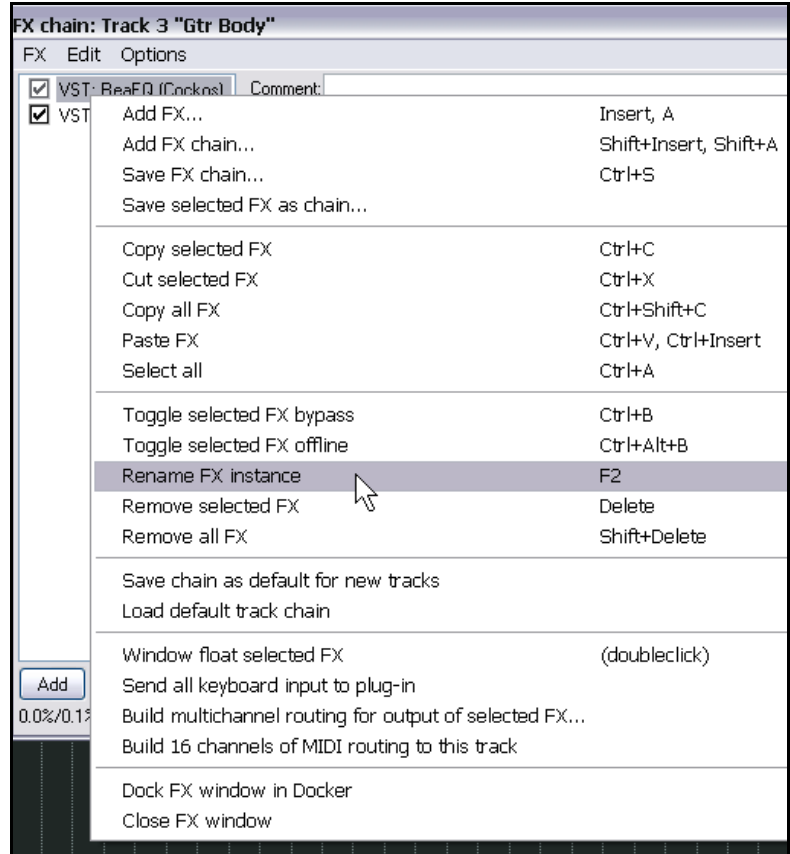 FX chain: Track 3 "Gtr Body"
FX Edit Options
VST: ReaEQ (Cockos) Comment:
VST
Add FX... Insert, A
Add FX chain... Shift+Insert, Shift+A
Save FX chain... Ctrl+S
Save selected FX as chain...
Copy selected FX Ctrl+C
Cut selected FX Ctrl+X
Copy all FX Ctrl+Shift+C
Paste FX Ctrl+V, Ctrl+Insert
Select all Ctrl+A
Toggle selected FX bypass Ctrl+B
Toggle selected FX offline Ctrl+Alt+B
Rename FX instance F2
Remove selected FX Delete
Remove all FX Shift+Delete
Save chain as default for new tracks
Load default track chain
Window float selected FX (doubleclick)
Add Send all keyboard input to plug-in
0.0%/0.1% Build multichannel routing for output of selected FX...
Build 16 channels of MIDI routing to this track
Dock FX window in Docker
Close FX window